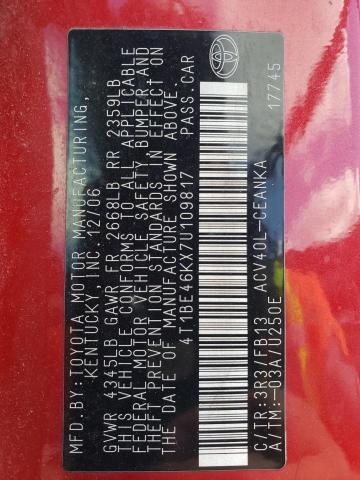 MFD. BY: TOYOTA MOTOR MANUFACTURING,
KENTUCKY, INC. 12/06
GVWR 4345LB GAWR FR 2668LB RR 2359LB
THIS VEHICLE CONFORMS TO ALL APPLICABLE
FEDERAL MOTOR VEHICLE SAFETY, BUMPER AND
THEFT PREVENTION STANDARDS IN EFFECT ON
THE DATE OF MANUFACTURE SHOWN ABOVE.
4T1BE46KX7U109817 PASS.CAR
C/TR:3R3/FB13 ACV40L-CEANKA
A/TM:-03A/U250E 17745